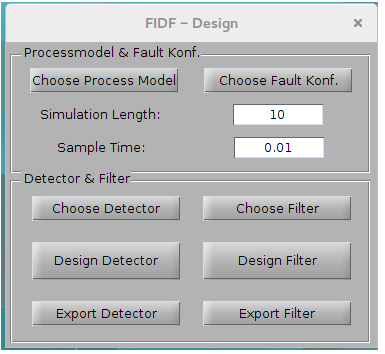 FIDF – Design ×
Processmodel & Fault Konf.
Choose Process Model Choose Fault Konf.
Simulation Length: 10
Sample Time: 0.01
Detector & Filter
Choose Detector Choose Filter
Design Detector Design Filter
Export Detector Export Filter